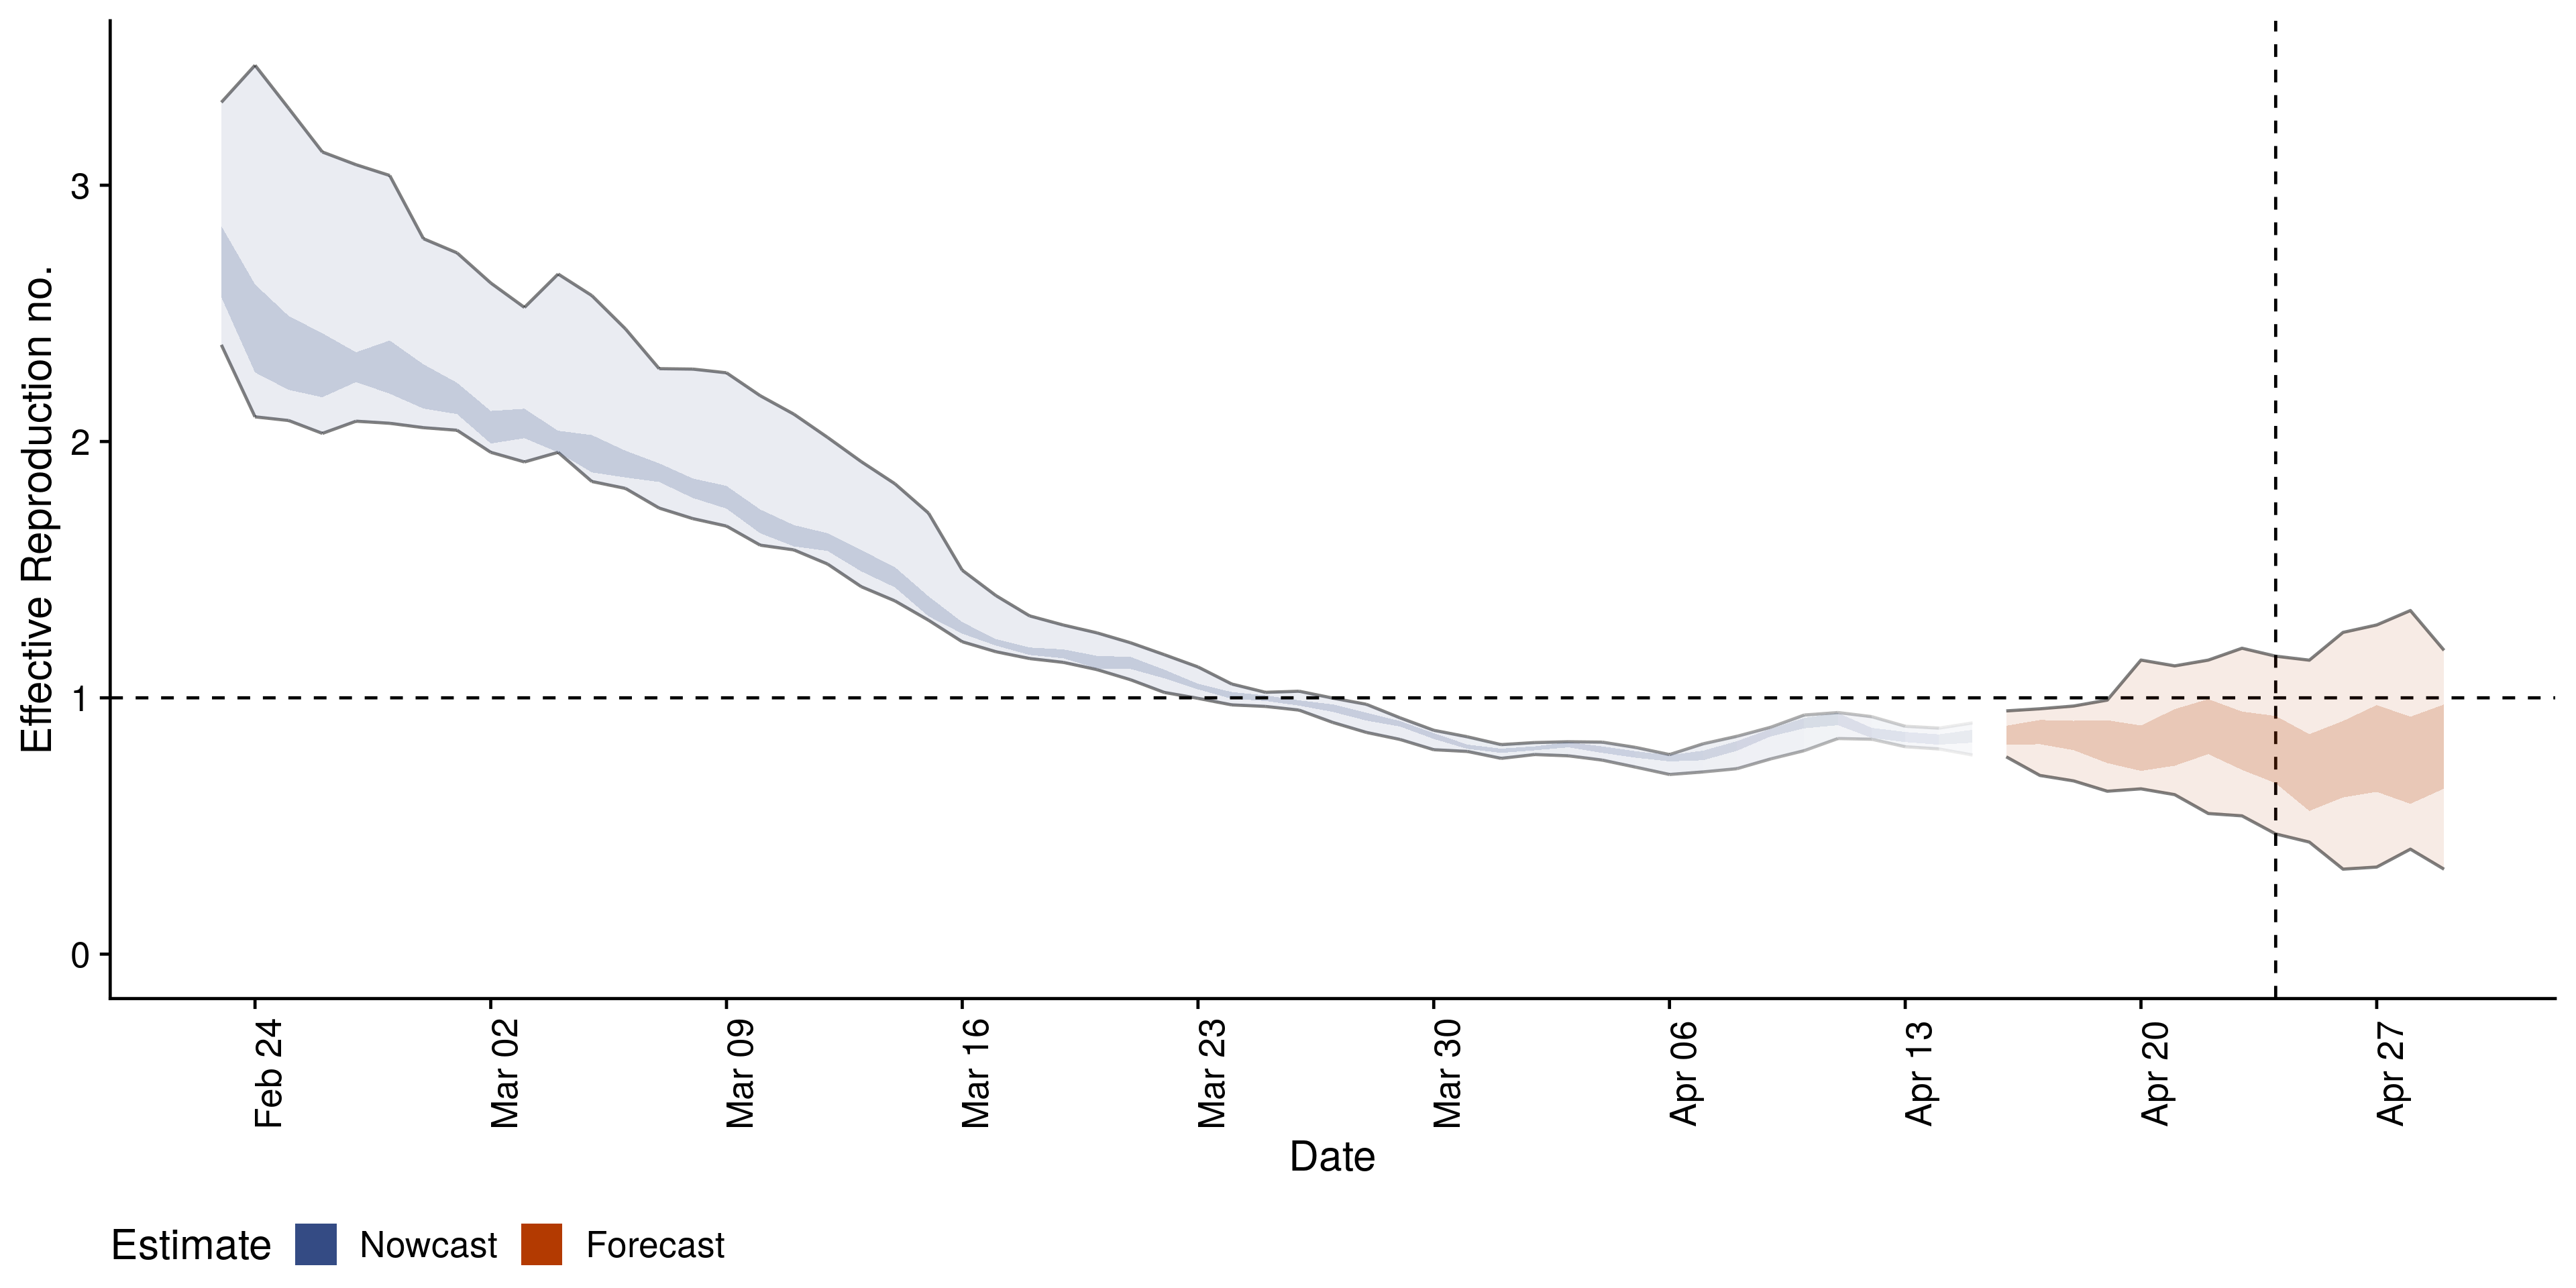 Effective Reproduction no.
3
2
1
0
Feb 24
Mar 02
Mar 09
Mar 16
Mar 23
Mar 30
Apr 06
Apr 13
Apr 20
Apr 27
Date
Estimate Nowcast Forecast